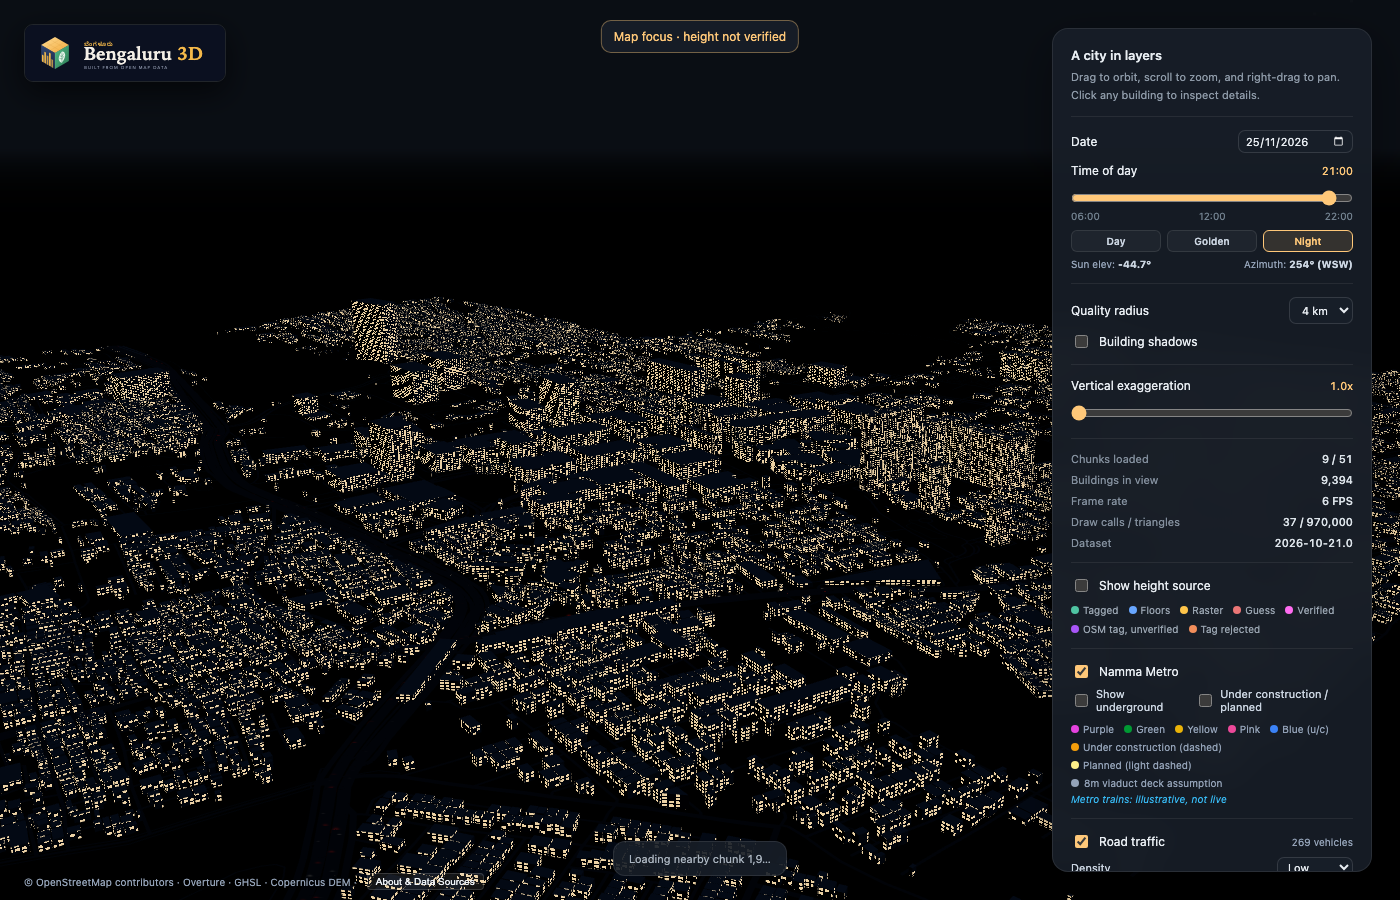 ಬೆಂಗಳೂರು
Bengaluru 3D
BUILT FROM OPEN MAP DATA
Map focus · height not verified
A city in layers
Drag to orbit, scroll to zoom, and right-drag to pan.
Click any building to inspect details.
Date 25/11/2026
Time of day 21:00
06:00 12:00 22:00
Day Golden Night
Sun elev: -44.7° Azimuth: 254° (WSW)
Quality radius 4 km
Building shadows
Vertical exaggeration 1.0x
Chunks loaded 9 / 51
Buildings in view 9,394
Frame rate 6 FPS
Draw calls / triangles 37 / 970,000
Dataset 2026-10-21.0
Show height source
Tagged Floors Raster Guess Verified
OSM tag, unverified Tag rejected
Namma Metro
Show underground Under construction / planned
Purple Green Yellow Pink Blue (u/c)
Under construction (dashed)
Planned (light dashed)
8m viaduct deck assumption
Metro trains: illustrative, not live
Road traffic 269 vehicles
Density Low
Loading nearby chunk 1,9...
© OpenStreetMap contributors · Overture · GHSL · Copernicus DEM
About & Data Sources